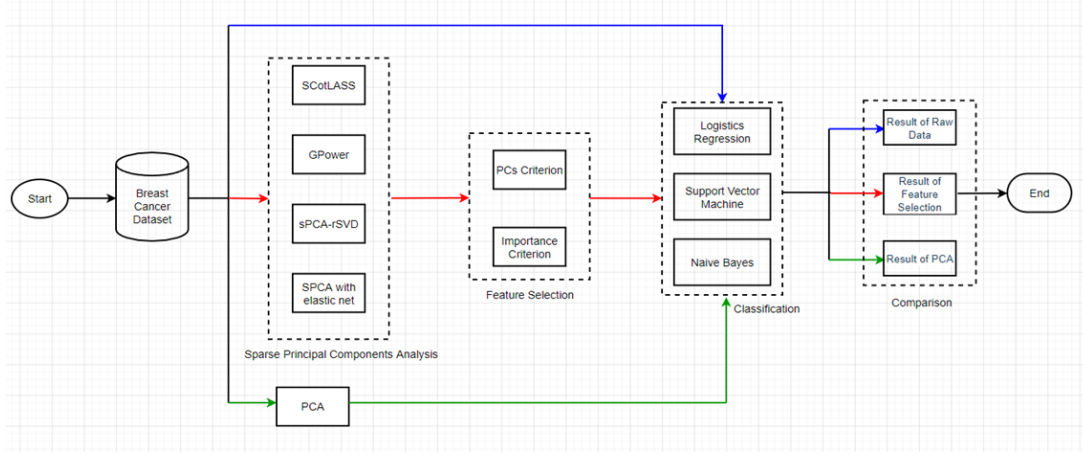 Start
Breast
Cancer
Dataset
SCotLASS
GPower
sPCA-rSVD
SPCA with
elastic net
Sparse Principal Components Analysis
PCA
PCs Criterion
Importance
Criterion
Feature Selection
Logistics
Regression
Support Vector
Machine
Naive Bayes
Classification
Result of Raw
Data
Result of
Feature
Selection
Result of PCA
Comparison
End